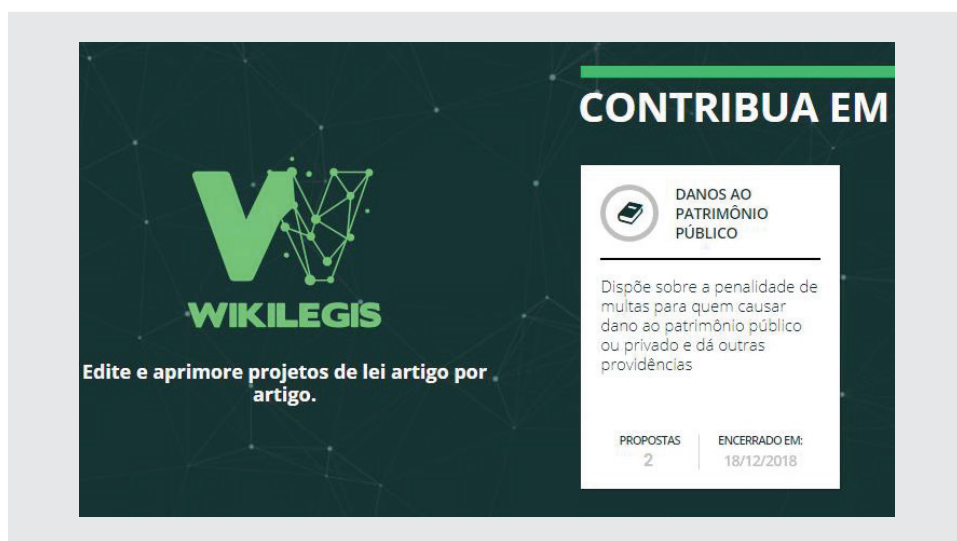 WIKILEGIS
Edite e aprimore projetos de lei artigo por
artigo.
CONTRIBUA EM
DANOS AO
PATRIMÔNIO
PÚBLICO
Dispõe sobre a penalidade de
multas para quem causar
dano ao patrimônio público
ou privado e dá outras
providências
PROPOSTAS
2
ENCERRADO EM:
18/12/2018